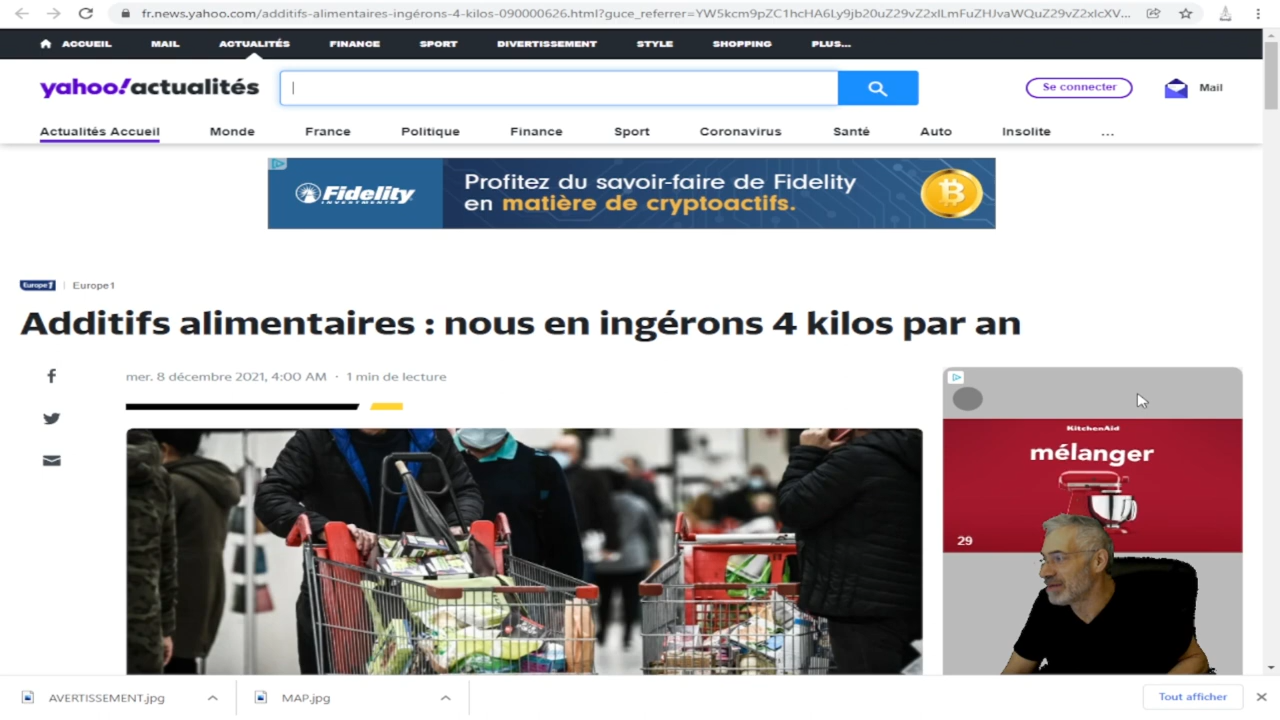 fr.news.yahoo.com/additifs-alimentaires-ingérons-4-kilos-090000626.html?guce_referrer=
ACCUEIL MAIL ACTUALITÉS FINANCE SPORT DIVERTISSEMENT STYLE SHOPPING PLUS...
yahoo!actualités
Se connecter
Mail
Actualités Accueil Monde France Politique Finance Sport Coronavirus Santé Auto Insolite ...
Fidelity
INVESTMENTS
Profitez du savoir-faire de Fidelity
en matière de cryptoactifs.
Europe 1 | Europe1
Additifs alimentaires : nous en ingérons 4 kilos par an
mer. 8 décembre 2021, 4:00 AM · 1 min de lecture
KitchenAid
mélanger
29
AVERTISSEMENT.jpg
MAP.jpg
Tout afficher